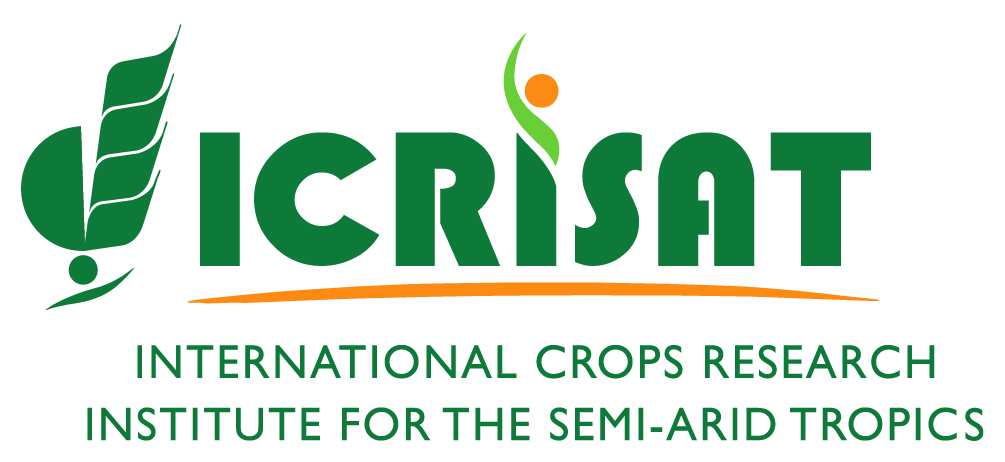 ICRISAT
INTERNATIONAL CROPS RESEARCH
INSTITUTE FOR THE SEMI-ARID TROPICS